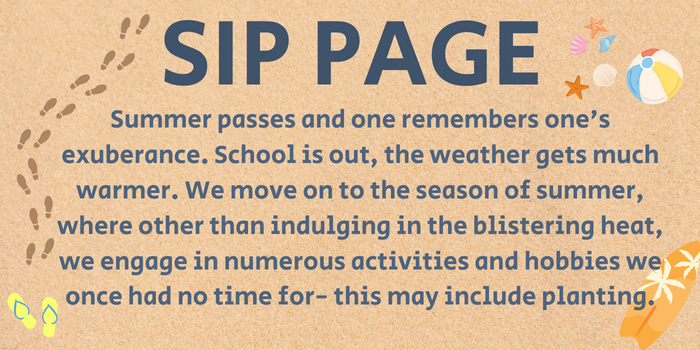 SIP PAGE
Summer passes and one remembers one's
exuberance. School is out, the weather gets much
warmer. We move on to the season of summer,
where other than indulging in the blistering heat,
we engage in numerous activities and hobbies we
once had no time for- this may include planting.